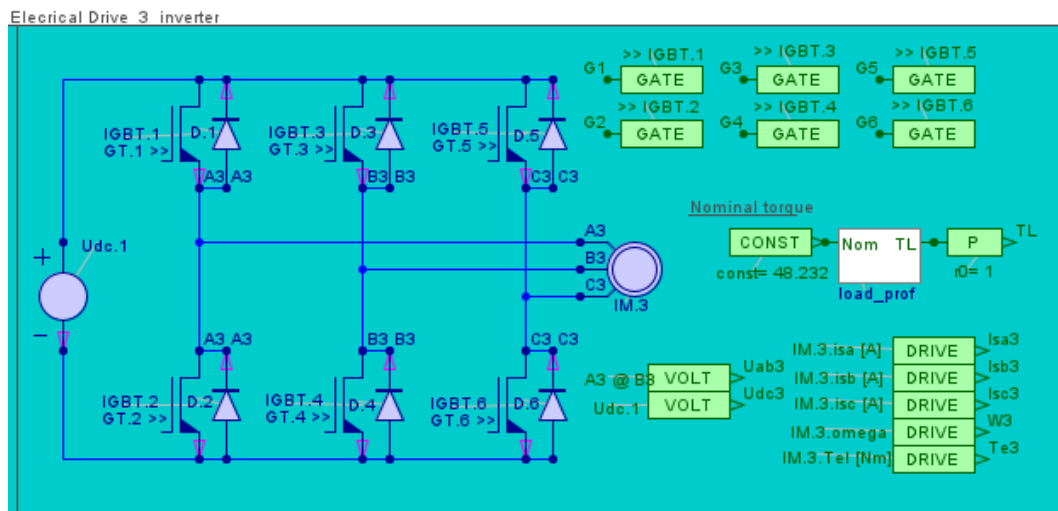 Elecrical Drive 3 inverter
>> IGBT.1
>> IGBT.3
>> IGBT.5
G1
GATE
G3
GATE
G5
GATE
>> IGBT.2
>> IGBT.4
>> IGBT.6
G2
GATE
G4
GATE
G6
GATE
IGBT.1
GT.1 >>
D.1
IGBT.3
GT.3 >>
D.3
IGBT.5
GT.5 >>
D.5
A3 A3
B3 B3
C3 C3
Udc.1
+
-
A3
B3
C3
IM.3
Nominal torque
CONST
const= 48.232
Nom TL
load_prof
P
r0= 1
TL
A3 A3
B3 B3
C3 C3
IGBT.2
GT.2 >>
D.2
IGBT.4
GT.4 >>
D.4
IGBT.6
GT.6 >>
D.6
A3 @ B3
VOLT
Uab3
Udc.1
VOLT
Udc3
IM.3.isa [A]
DRIVE
Isa3
IM.3.isb [A]
DRIVE
Isb3
IM.3.isc [A]
DRIVE
Isc3
IM.3.omega
DRIVE
W3
IM.3.Tel [Nm]
DRIVE
Te3